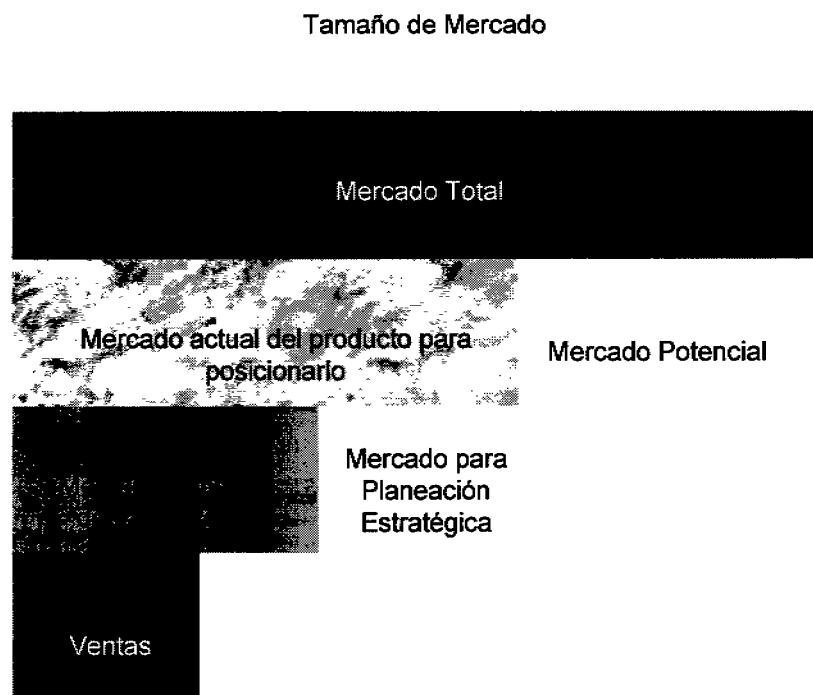 Tamaño de Mercado
Mercado Total
Mercado actual del producto para
posicionarlo
Mercado Potencial
Mercado para
Planeación
Estratégica
Ventas